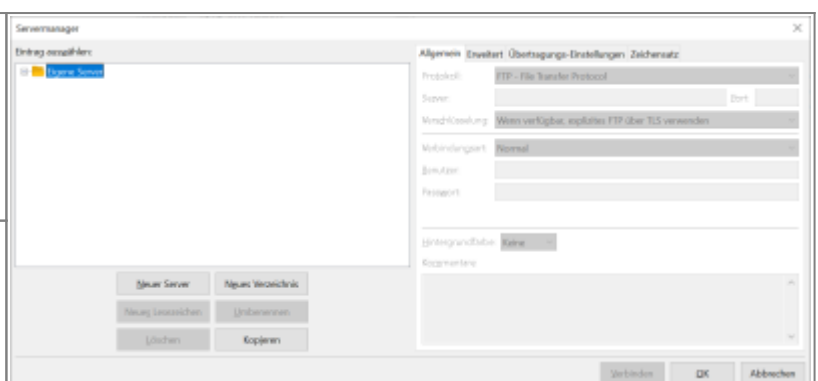 Servermanager
Eintrag auswählen:
Eigene Server
Neuer Server
Neues Verzeichnis
Neues Lesezeichen
Umbenennen
Löschen
Kopieren
Allgemein Erweitert Übertragungs-Einstellungen Zeichensatz
Protokoll: FTP - File Transfer Protocol
Server: Port:
Verschlüsselung: Wenn verfügbar, explizites FTP über TLS verwenden
Verbindungsart: Normal
Benutzer:
Passwort:
Hintergrundfarbe: Keine
Kommentare:
Verbinden OK Abbrechen